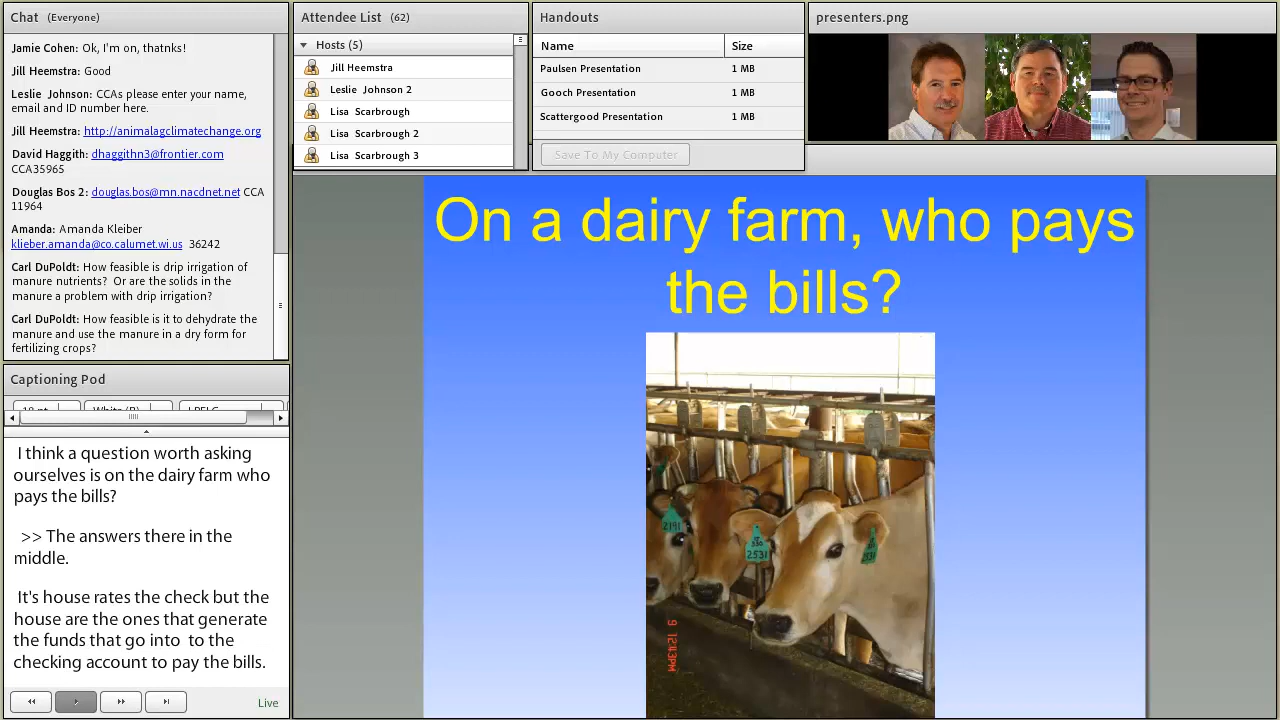 Chat (Everyone)
Jamie Cohen: Ok, I'm on, thatnks!
Jill Heemstra: Good
Leslie Johnson: CCAs please enter your name,
email and ID number here.
Jill Heemstra: http://animalagclimatechange.org
David Haggith: dhaggithn3@frontier.com
CCA35965
Douglas Bos 2: douglas.bos@mn.nacdnet.net CCA
11964
Amanda: Amanda Kleiber
klieber.amanda@co.calumet.wi.us 36242
Carl DuPoldt: How feasible is drip irrigation of
manure nutrients? Or are the solids in the
manure a problem with drip irrigation?
Carl DuPoldt: How feasible is it to dehydrate the
manure and use the manure in a dry form for
fertilizing crops?
Captioning Pod
I think a question worth asking
ourselves is on the dairy farm who
pays the bills?
>> The answers there in the
middle.
It's house rates the check but the
house are the ones that generate
the funds that go into to the
checking account to pay the bills.
Live
Attendee List (62)
Hosts (5)
Jill Heemstra
Leslie Johnson 2
Lisa Scarbrough
Lisa Scarbrough 2
Lisa Scarbrough 3
Handouts
Name Size
Paulsen Presentation 1 MB
Gooch Presentation 1 MB
Scattergood Presentation 1 MB
Save To My Computer
presenters.png
On a dairy farm, who pays
the bills?
2191
2531
2531
9 12:43PM